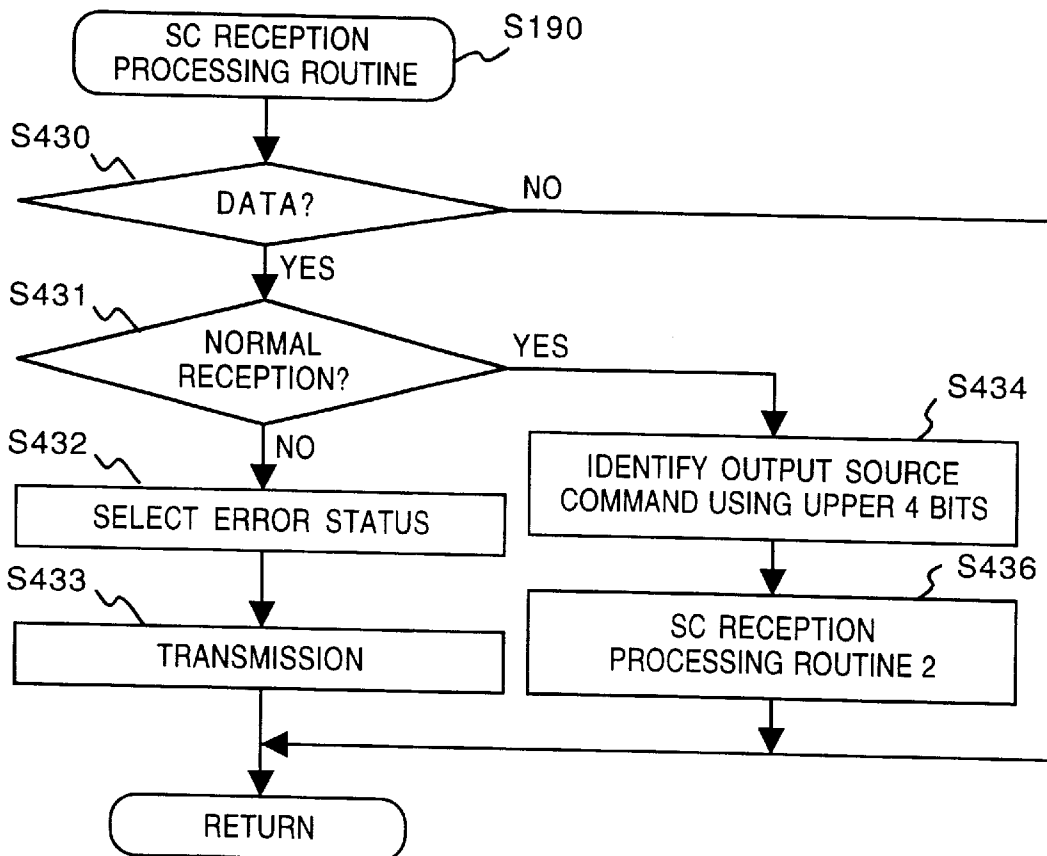 SC RECEPTION
PROCESSING ROUTINE
S190
S430
DATA?
NO
YES
S431
NORMAL
RECEPTION?
YES
NO
S432
SELECT ERROR STATUS
S433
TRANSMISSION
S434
IDENTIFY OUTPUT SOURCE
COMMAND USING UPPER 4 BITS
S436
SC RECEPTION
PROCESSING ROUTINE 2
RETURN